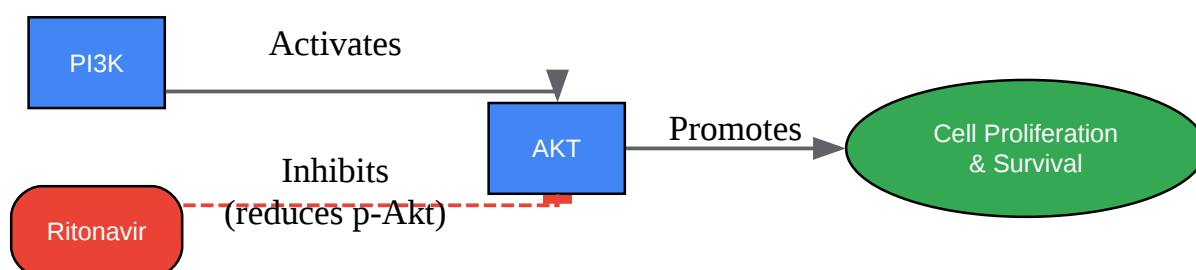 PI3K
Activates
AKT
Promotes
Cell Proliferation
& Survival
Inhibits
(reduces p-Akt)
Ritonavir